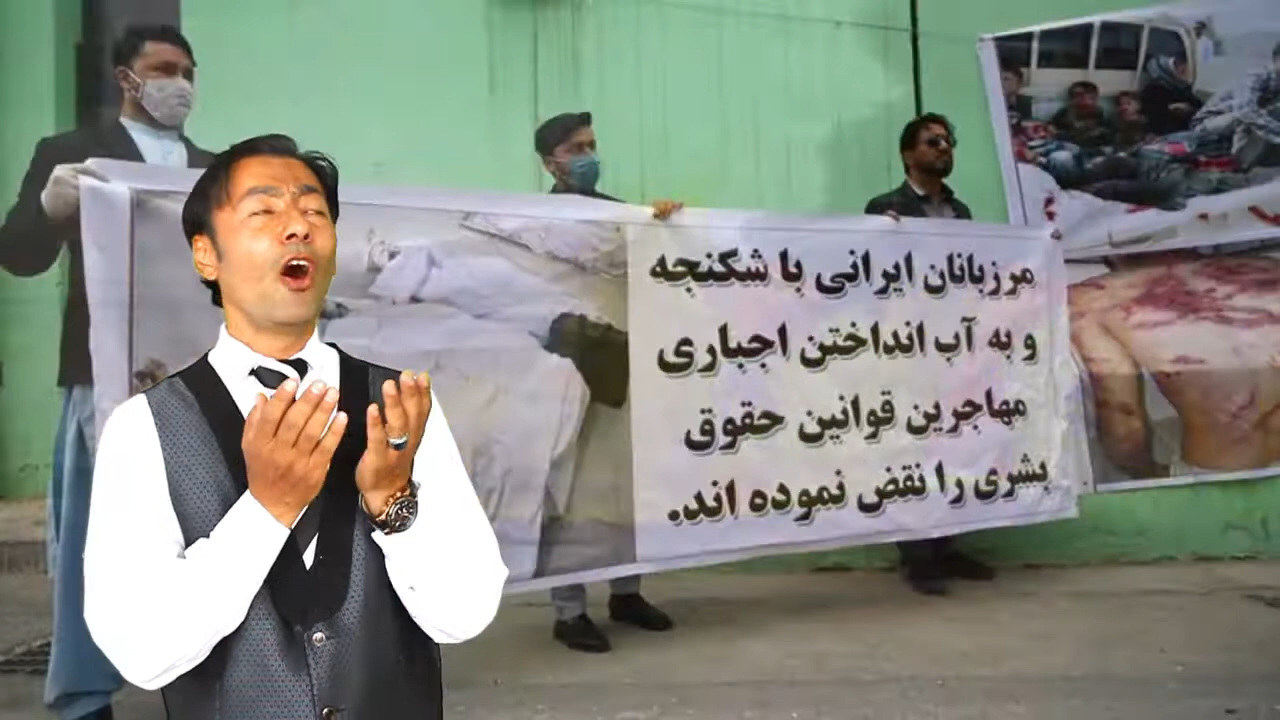 مرزبانان ایرانی با شکنجه
و به آب انداختن اجباری
مهاجرین قوانین حقوق
بشری را نقض نموده اند.